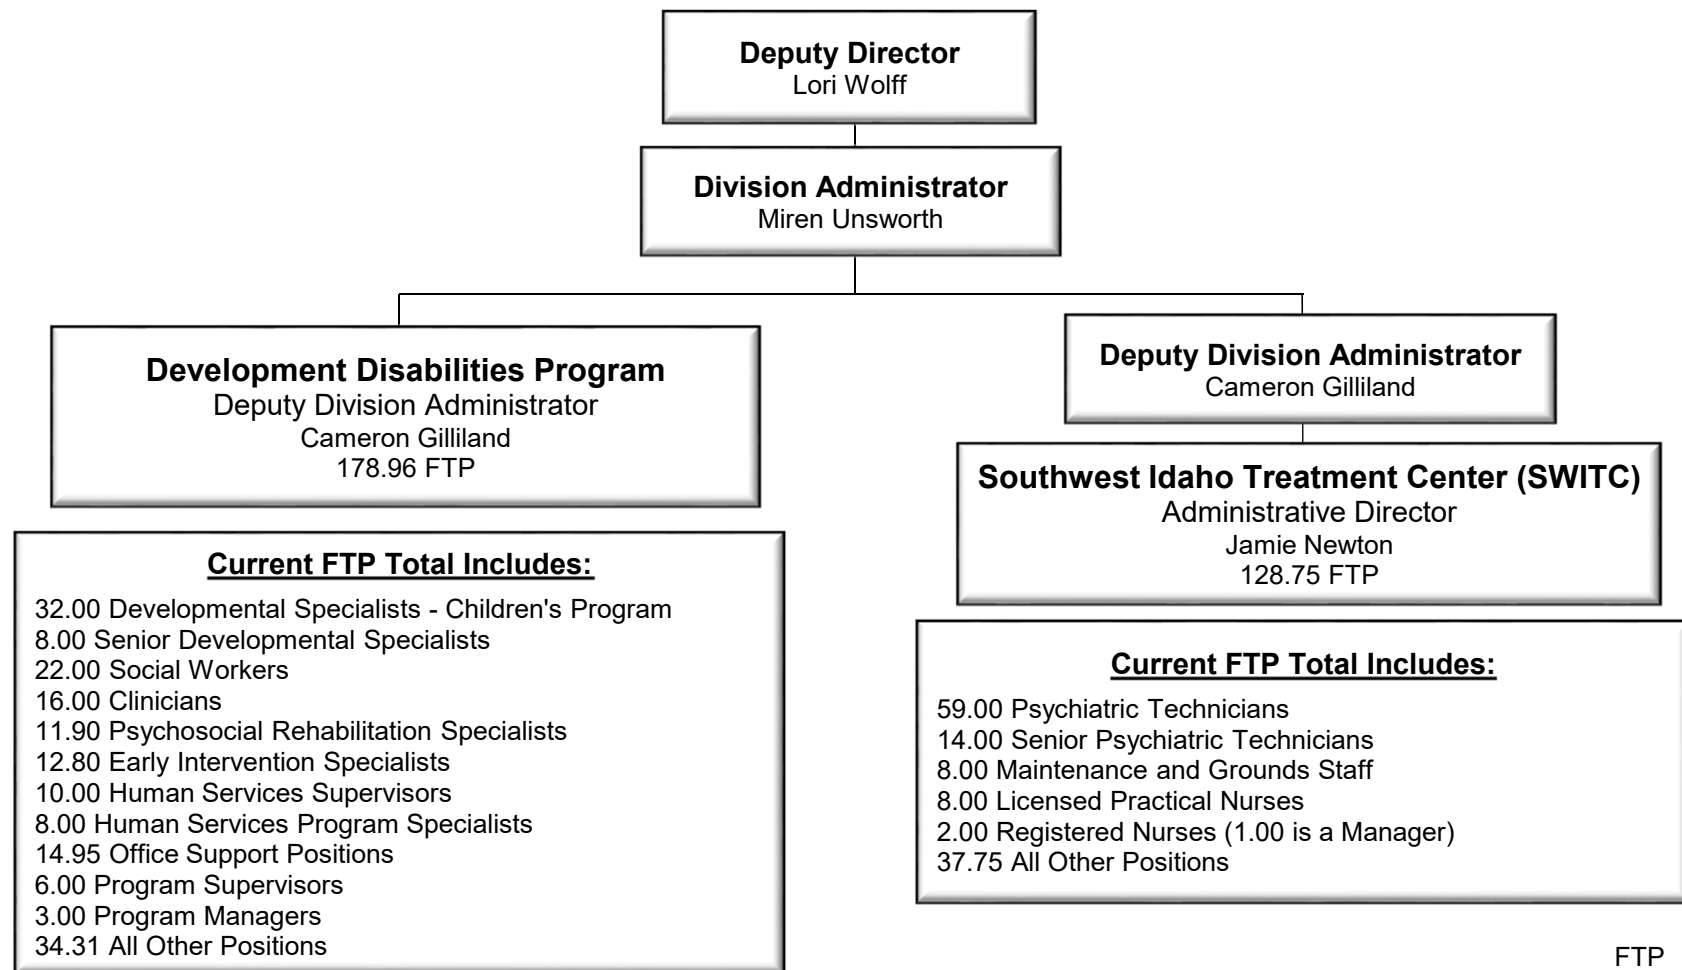 Deputy Director
Lori Wolff
Division Administrator
Miren Unsworth
Development Disabilities Program
Deputy Division Administrator
Cameron Gilliland
178.96 FTP
Current FTP Total Includes:
32.00 Developmental Specialists - Children's Program
8.00 Senior Developmental Specialists
22.00 Social Workers
16.00 Clinicians
11.90 Psychosocial Rehabilitation Specialists
12.80 Early Intervention Specialists
10.00 Human Services Supervisors
8.00 Human Services Program Specialists
14.95 Office Support Positions
6.00 Program Supervisors
3.00 Program Managers
34.31 All Other Positions
Deputy Division Administrator
Cameron Gilliland
Southwest Idaho Treatment Center (SWITC)
Administrative Director
Jamie Newton
128.75 FTP
Current FTP Total Includes:
59.00 Psychiatric Technicians
14.00 Senior Psychiatric Technicians
8.00 Maintenance and Grounds Staff
8.00 Licensed Practical Nurses
2.00 Registered Nurses (1.00 is a Manager)
37.75 All Other Positions
FTP